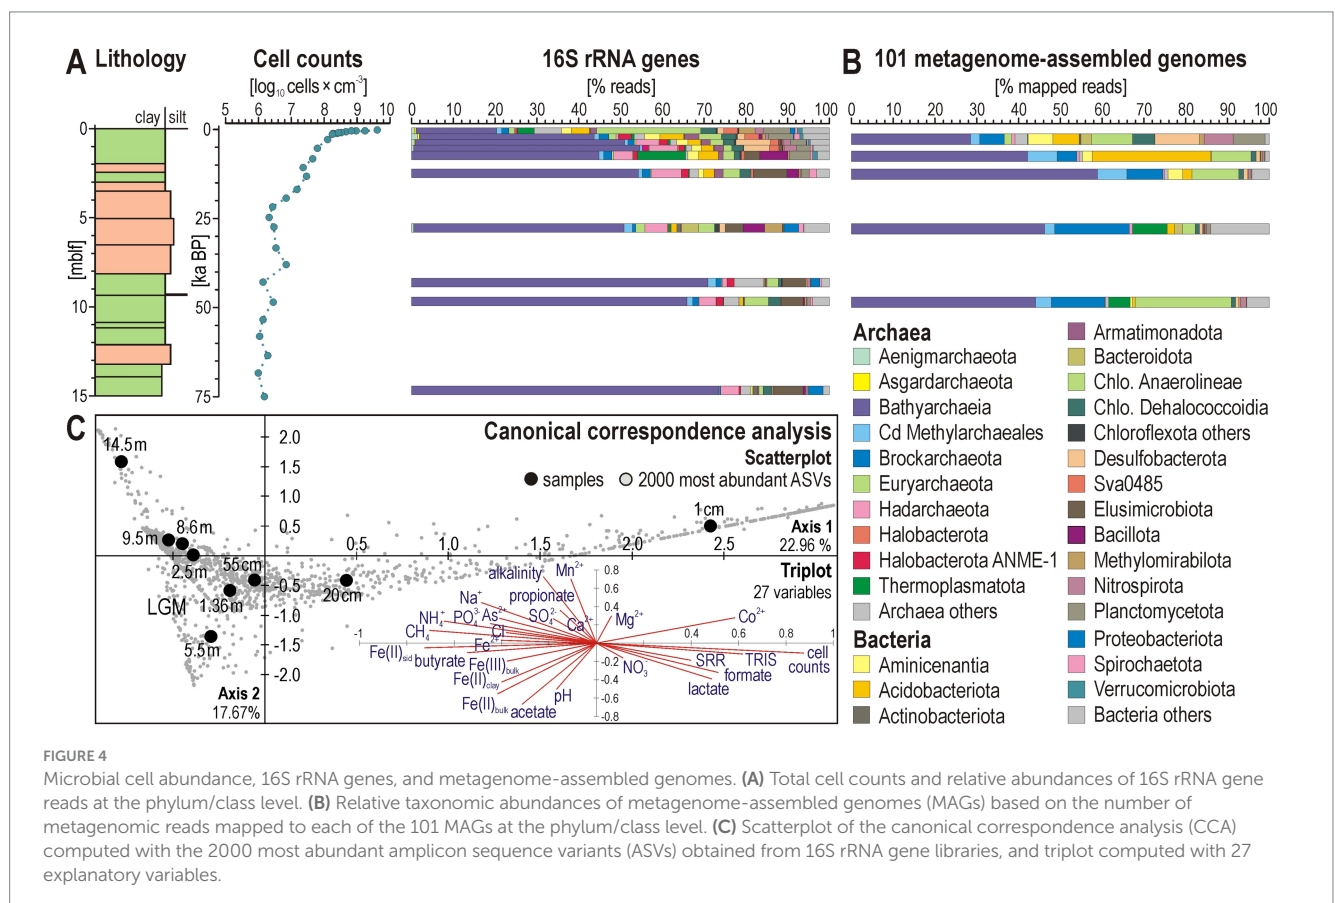 A Lithology
Cell counts
[log10 cells × cm-3]
16S rRNA genes
[% reads]
B 101 metagenome-assembled genomes
[% mapped reads]
clay silt
5 6 7 8 9 10
0 10 20 30 40 50 60 70 80 90 100
0 10 20 30 40 50 60 70 80 90 100
[mblf]
0
5
10
15
[ka BP]
0
25
50
75
Archaea
Aenigmarchaeota
Asgardarchaeota
Bathyarchaeia
Cd Methylarchaeales
Brockarchaeota
Euryarchaeota
Hadarchaeota
Halobacterota
Halobacterota ANME-1
Thermoplasmatota
Archaea others
Bacteria
Aminicenantia
Acidobacteriota
Actinobacteriota
Armatimonadota
Bacteroidota
Chlo. Anaerolineae
Chlo. Dehalococcoidia
Chloroflexota others
Desulfobacterota
Sva0485
Elusimicrobiota
Bacillota
Methylomirabilota
Nitrospirota
Planctomycetota
Proteobacteriota
Spirochaetota
Verrucomicrobiota
Bacteria others
C
Canonical correspondence analysis
Scatterplot
samples
2000 most abundant ASVs
2.0
1.5
1.0
0.5
-0.5
-1.0
-1.5
-2.0
0.5 1.0 1.5 2.0 2.5
14.5m
9.5m
8.6m
2.5m
55cm
LGM
1.36m
5.5m
20cm
1cm
Axis 1
22.96 %
Axis 2
17.67%
Triplot
27 variables
0.8
0.6
0.4
-0.2
-0.4
-0.6
-0.8
-1
0.4 0.6 0.8 1
alkalinity
Mn2+
propionate
Na+
NH4+
PO43-
As2+
SO42-
Ca2+
Mg2+
Co2+
CH4
Cl-
Fe2+
Fe(II)sid
butyrate
Fe(III)bulk
Fe(II)clay
Fe(II)bulk
acetate
pH
NO3-
SRR
TRIS
formate
lactate
cell
counts
FIGURE 4
Microbial cell abundance, 16S rRNA genes, and metagenome-assembled genomes. (A) Total cell counts and relative abundances of 16S rRNA gene
reads at the phylum/class level. (B) Relative taxonomic abundances of metagenome-assembled genomes (MAGs) based on the number of
metagenomic reads mapped to each of the 101 MAGs at the phylum/class level. (C) Scatterplot of the canonical correspondence analysis (CCA)
computed with the 2000 most abundant amplicon sequence variants (ASVs) obtained from 16S rRNA gene libraries, and triplot computed with 27
explanatory variables.